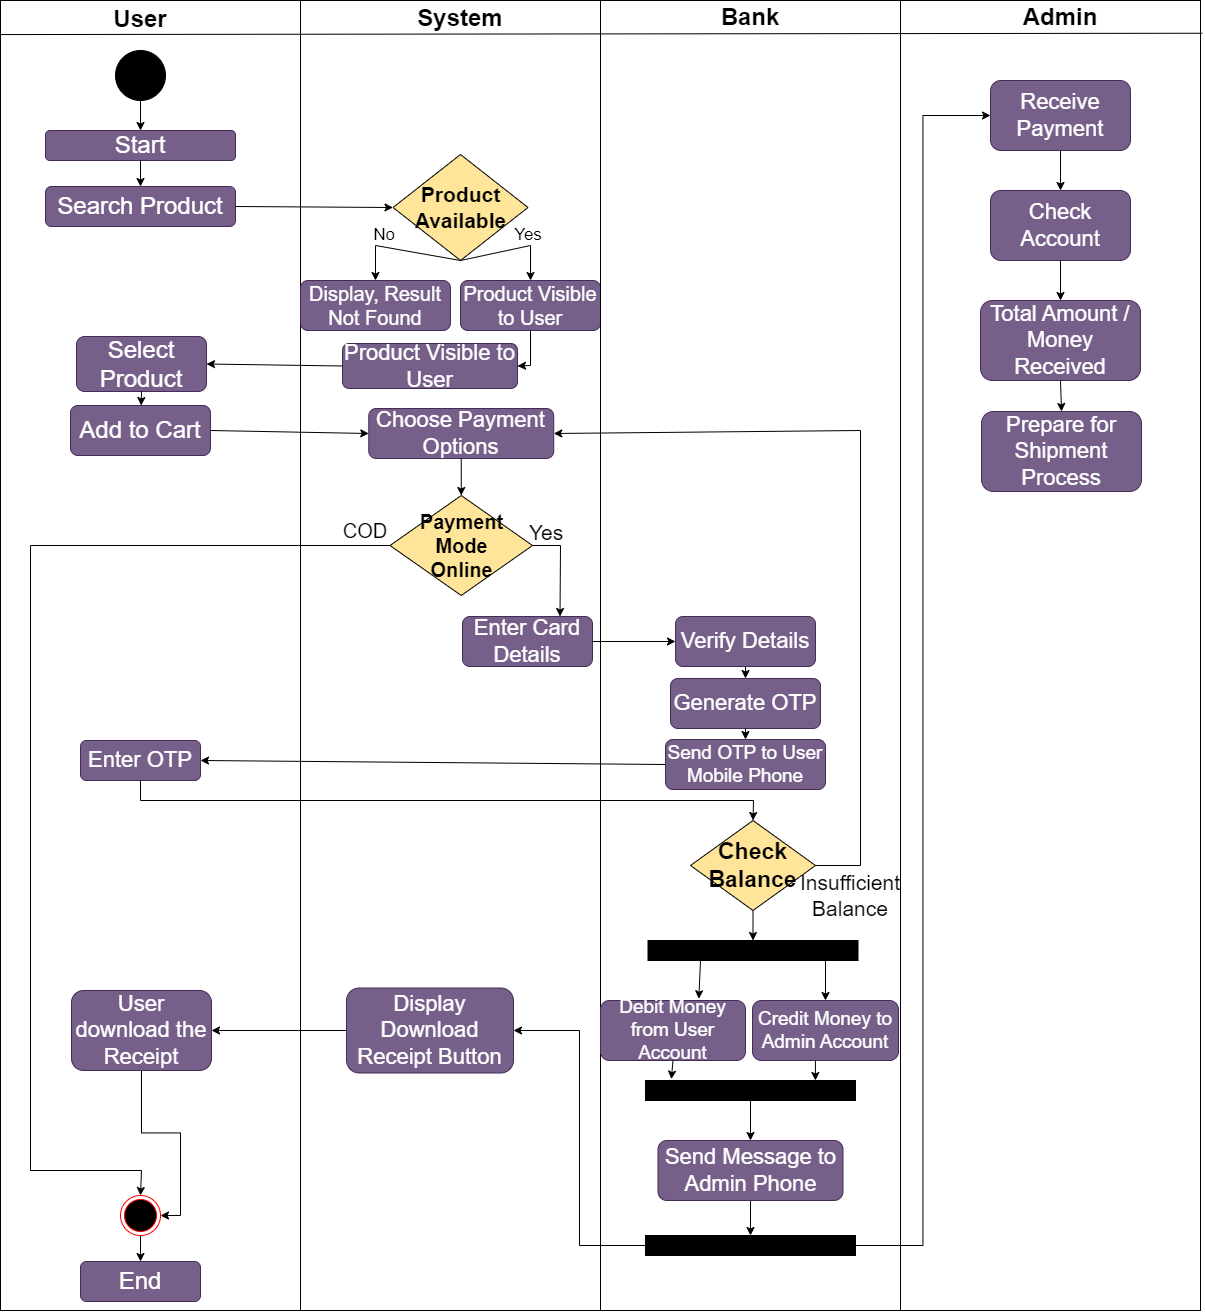 User
System
Bank
Admin
Start
Search Product
Product
Available
No
Yes
Display, Result
Not Found
Product Visible
to User
Product Visible to
User
Select
Product
Add to Cart
Choose Payment
Options
COD
Payment
Mode
Online
Yes
Enter Card
Details
Verify Details
Generate OTP
Send OTP to User
Mobile Phone
Enter OTP
Check
Balance
Insufficient
Balance
Debit Money
from User
Account
Credit Money to
Admin Account
Send Message to
Admin Phone
Display
Download
Receipt Button
User
download the
Receipt
End
Receive
Payment
Check
Account
Total Amount /
Money
Received
Prepare for
Shipment
Process